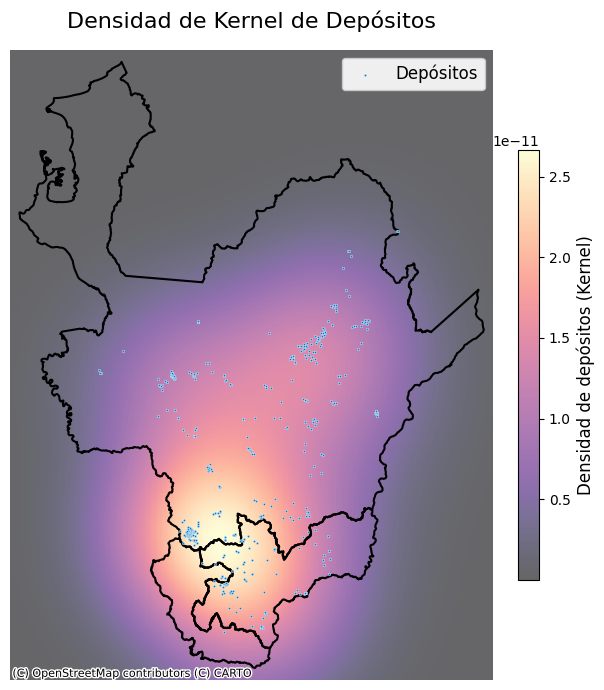 Densidad de Kernel de Depósitos
Depósitos
1e−11
2.5
2.0
1.5
1.0
0.5
Densidad de depósitos (Kernel)
(C) OpenStreetMap contributors (C) CARTO